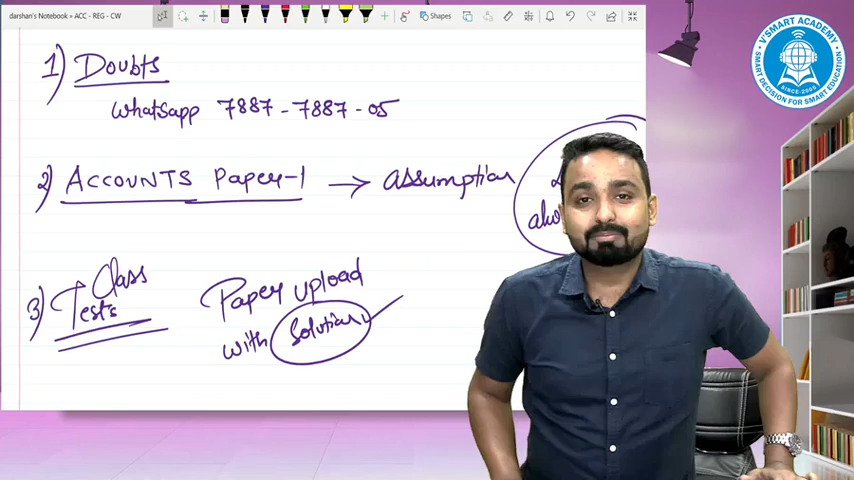 darshan's Notebook » ACC - REG - CW
Shapes
V'SMART ACADEMY
SINCE-2005
SMART DECISION FOR SMART EDUCATION
1) Doubts
Whatsapp 7887 - 7887 - 05
2) ACCOUNTS Paper-1 → assumption
3) Class Tests
Paper upload
with Solution